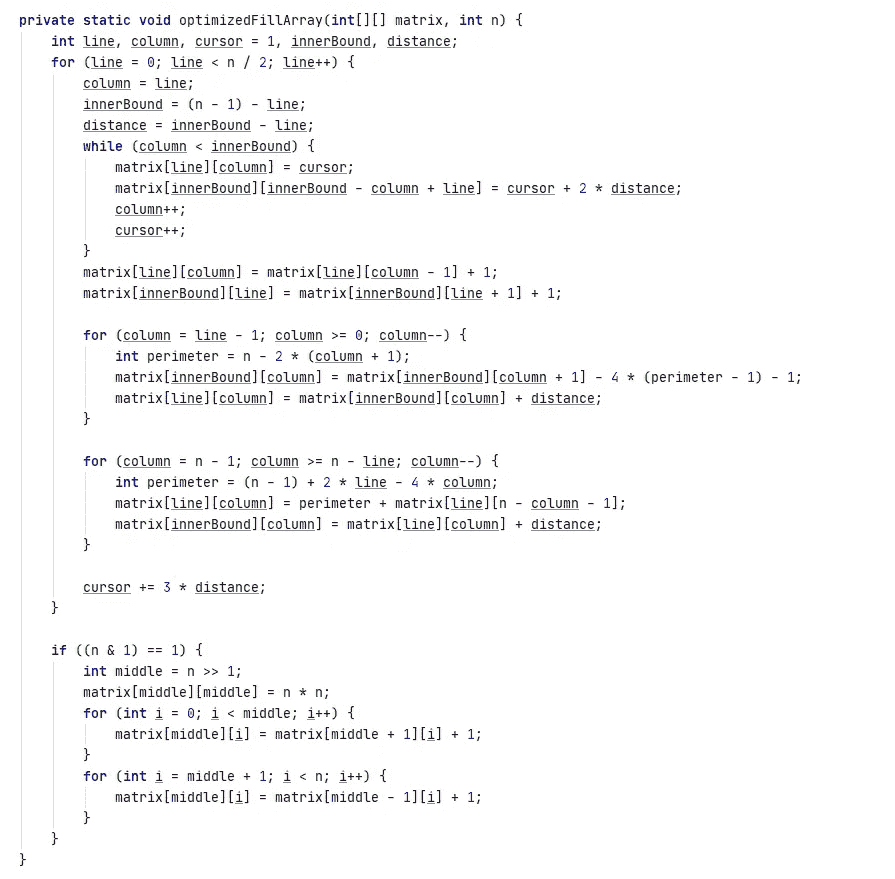 private static void optimizedFillArray(int[][] matrix, int n) {
    int line, column, cursor = 1, innerBound, distance;
    for (line = 0; line < n / 2; line++) {
        column = line;
        innerBound = (n - 1) - line;
        distance = innerBound - line;
        while (column < innerBound) {
            matrix[line][column] = cursor;
            matrix[innerBound][innerBound - column + line] = cursor + 2 * distance;
            column++;
            cursor++;
        }
        matrix[line][column] = matrix[line][column - 1] + 1;
        matrix[innerBound][line] = matrix[innerBound][line + 1] + 1;

        for (column = line - 1; column >= 0; column--) {
            int perimeter = n - 2 * (column + 1);
            matrix[innerBound][column] = matrix[innerBound][column + 1] - 4 * (perimeter - 1) - 1;
            matrix[line][column] = matrix[innerBound][column] + distance;
        }

        for (column = n - 1; column >= n - line; column--) {
            int perimeter = (n - 1) + 2 * line - 4 * column;
            matrix[line][column] = perimeter + matrix[line][n - column - 1];
            matrix[innerBound][column] = matrix[line][column] + distance;
        }

        cursor += 3 * distance;
    }

    if ((n & 1) == 1) {
        int middle = n >> 1;
        matrix[middle][middle] = n * n;
        for (int i = 0; i < middle; i++) {
            matrix[middle][i] = matrix[middle + 1][i] + 1;
        }
        for (int i = middle + 1; i < n; i++) {
            matrix[middle][i] = matrix[middle - 1][i] + 1;
        }
    }
}